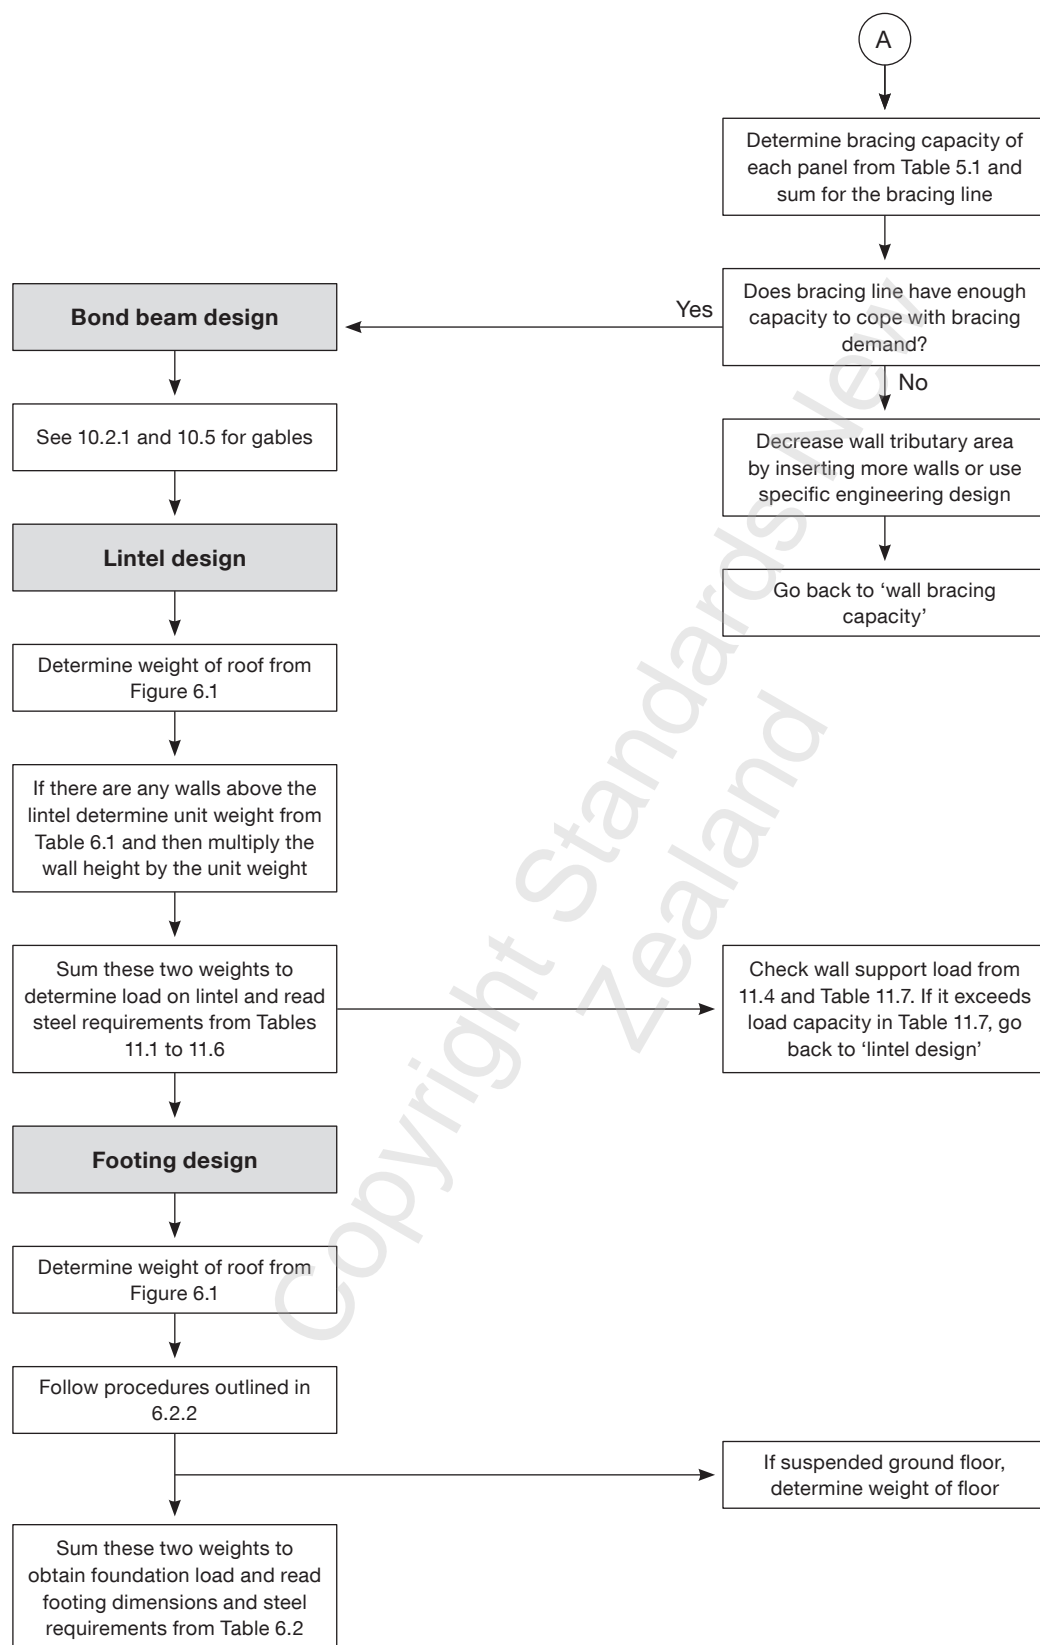 A
Determine bracing capacity of
each panel from Table 5.1 and
sum for the bracing line
Does bracing line have enough
capacity to cope with bracing
demand?
Yes
No
Decrease wall tributary area
by inserting more walls or use
specific engineering design
Go back to ‘wall bracing
capacity’
Bond beam design
See 10.2.1 and 10.5 for gables
Lintel design
Determine weight of roof from
Figure 6.1
If there are any walls above the
lintel determine unit weight from
Table 6.1 and then multiply the
wall height by the unit weight
Sum these two weights to
determine load on lintel and read
steel requirements from Tables
11.1 to 11.6
Check wall support load from
11.4 and Table 11.7. If it exceeds
load capacity in Table 11.7, go
back to ‘lintel design’
Footing design
Determine weight of roof from
Figure 6.1
Follow procedures outlined in
6.2.2
If suspended ground floor,
determine weight of floor
Sum these two weights to
obtain foundation load and read
footing dimensions and steel
requirements from Table 6.2
Copyright Standards New
Zealand